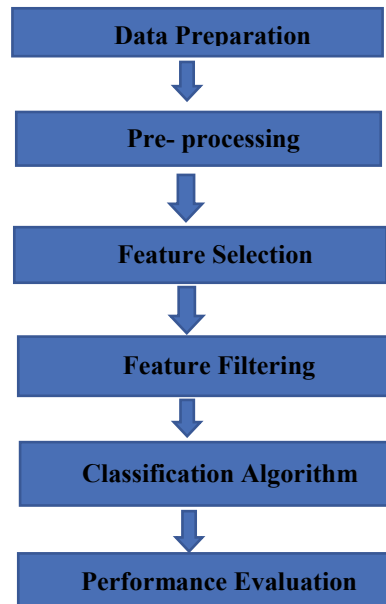 Data Preparation
Pre- processing
Feature Selection
Feature Filtering
Classification Algorithm
Performance Evaluation